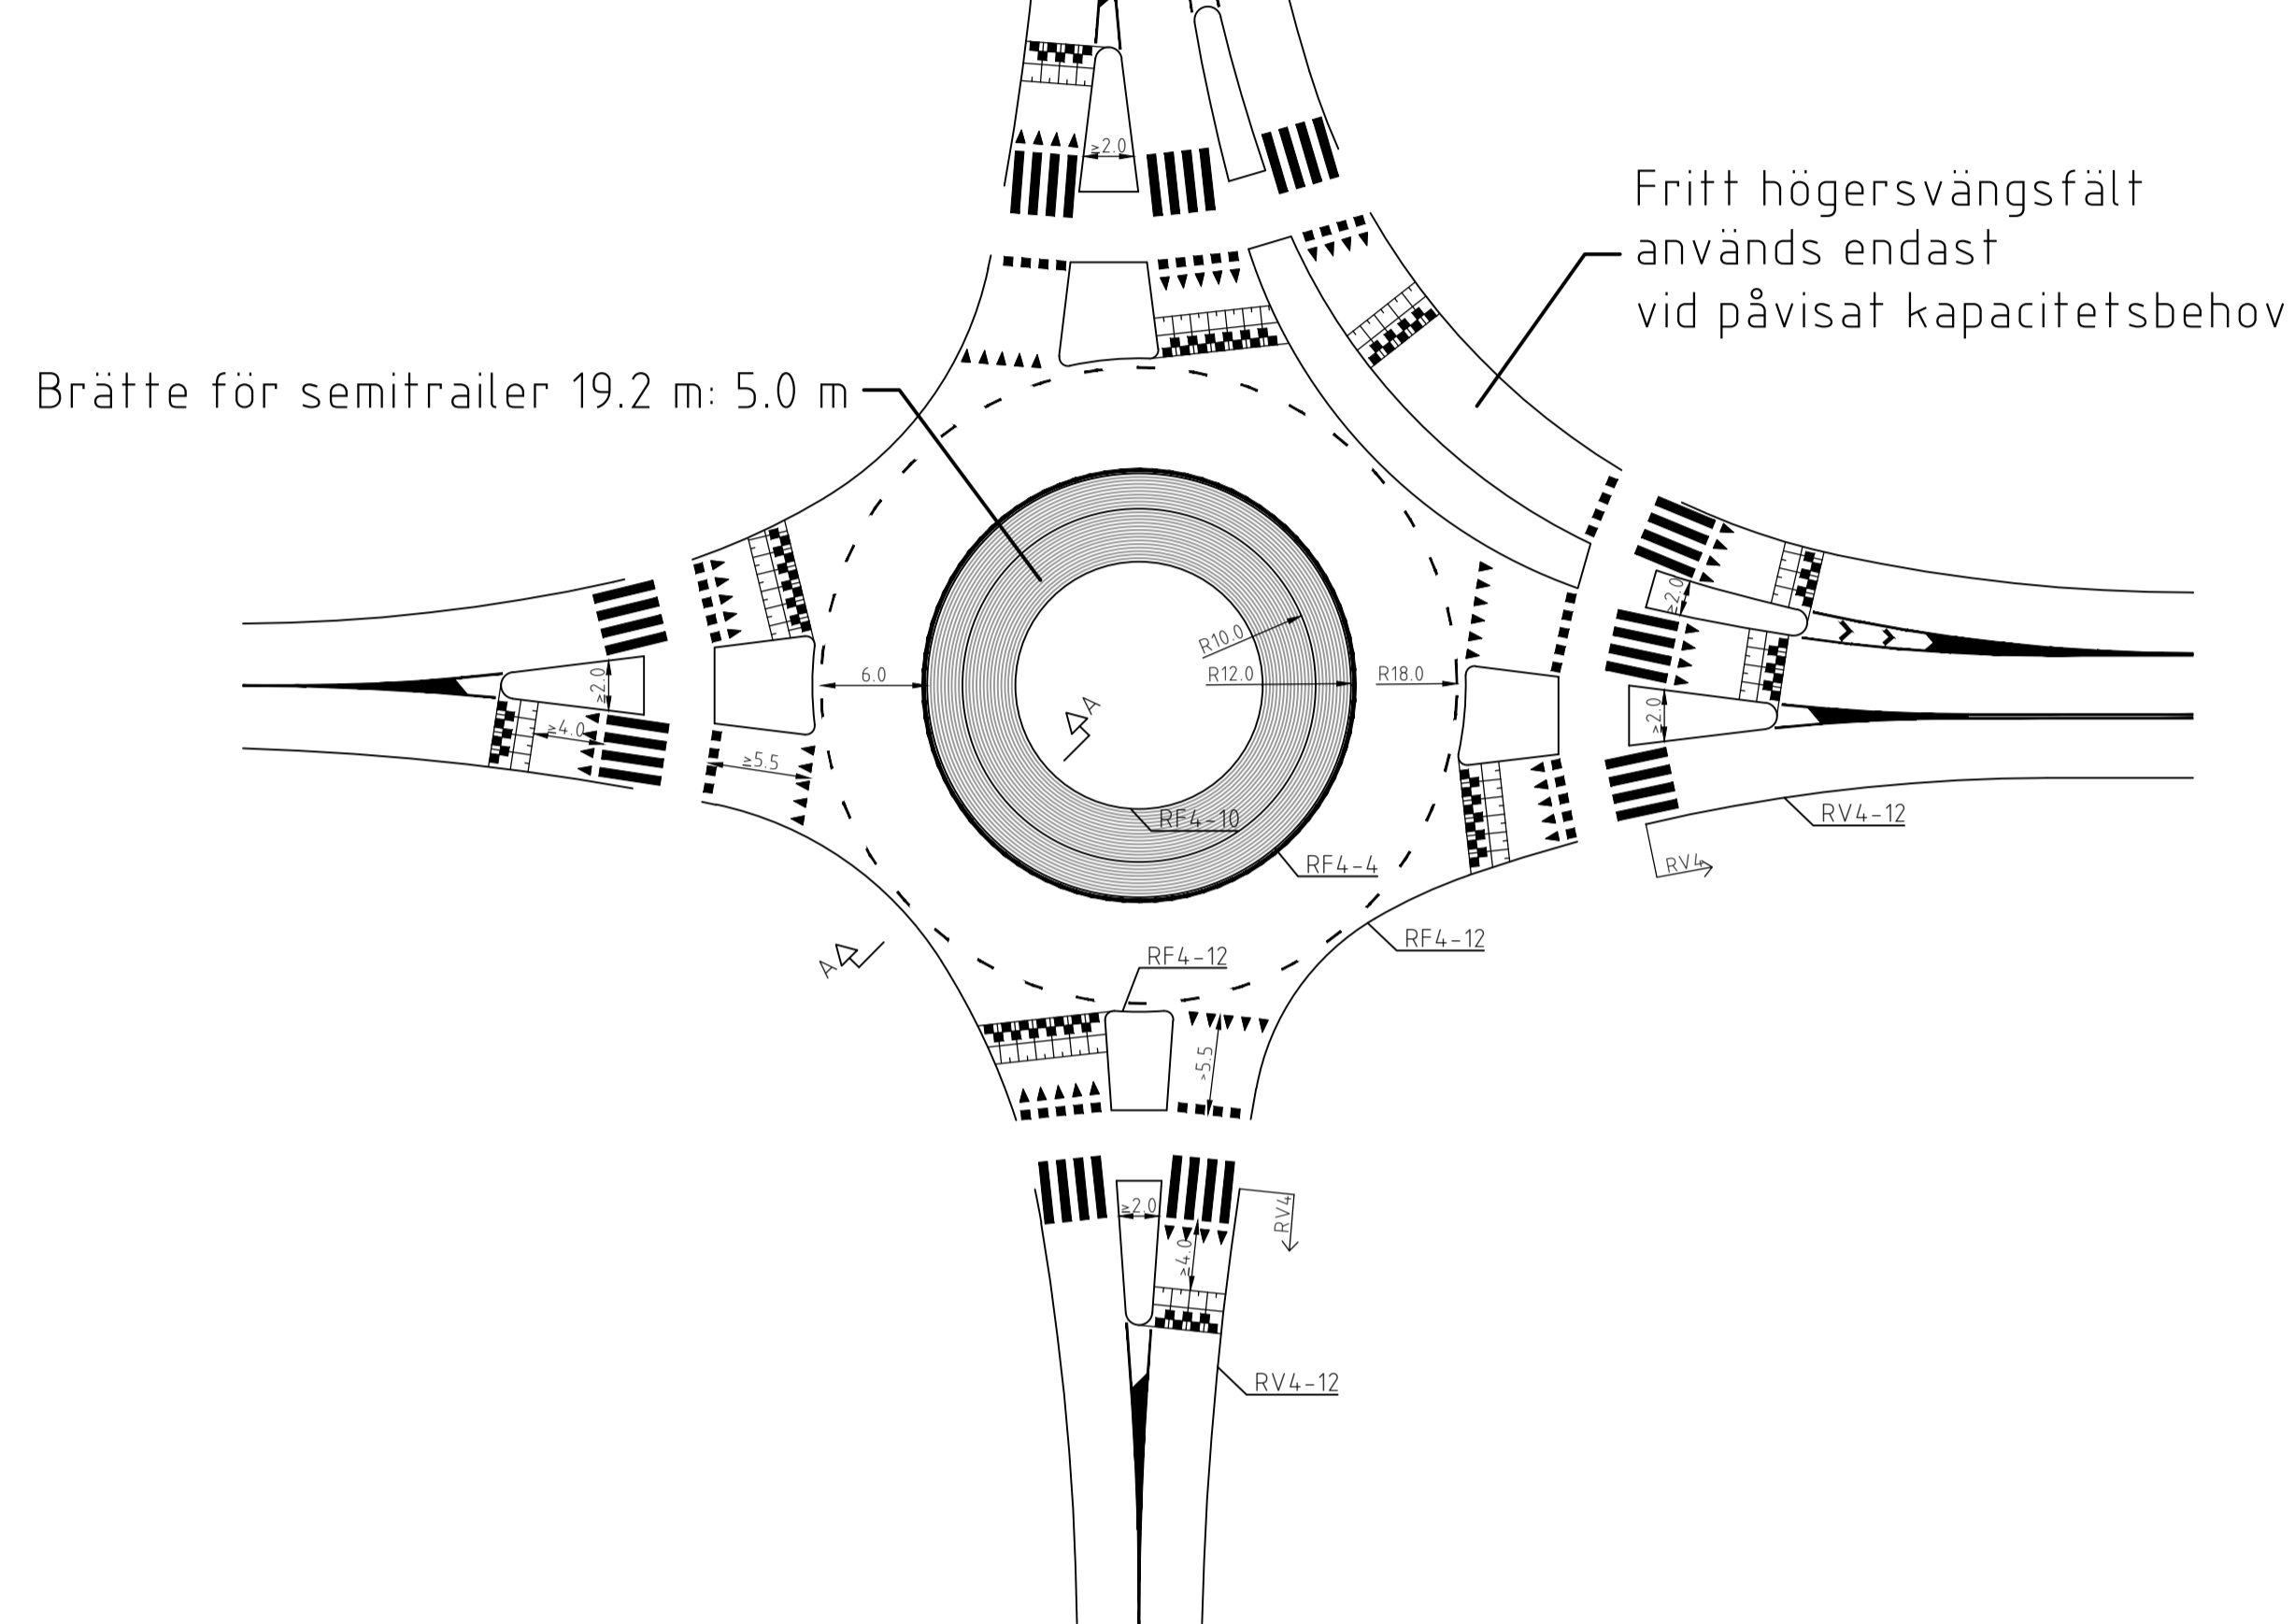 ≥2.0
Fritt högersvängsfält
används endast
vid påvisat kapacitetsbehov
Brätte för semitrailer 19.2 m: 5.0 m
≥2.0
R10.0
≥2.0
6.0
R12.0
R18.0
≥2.0
≥4.0
A
≥5.5
RF4-10
RV4-12
RF4-4
RV4
RF4-12
RF4-12
A
>5.5
≥2.0
RV4
≥4.0
RV4-12